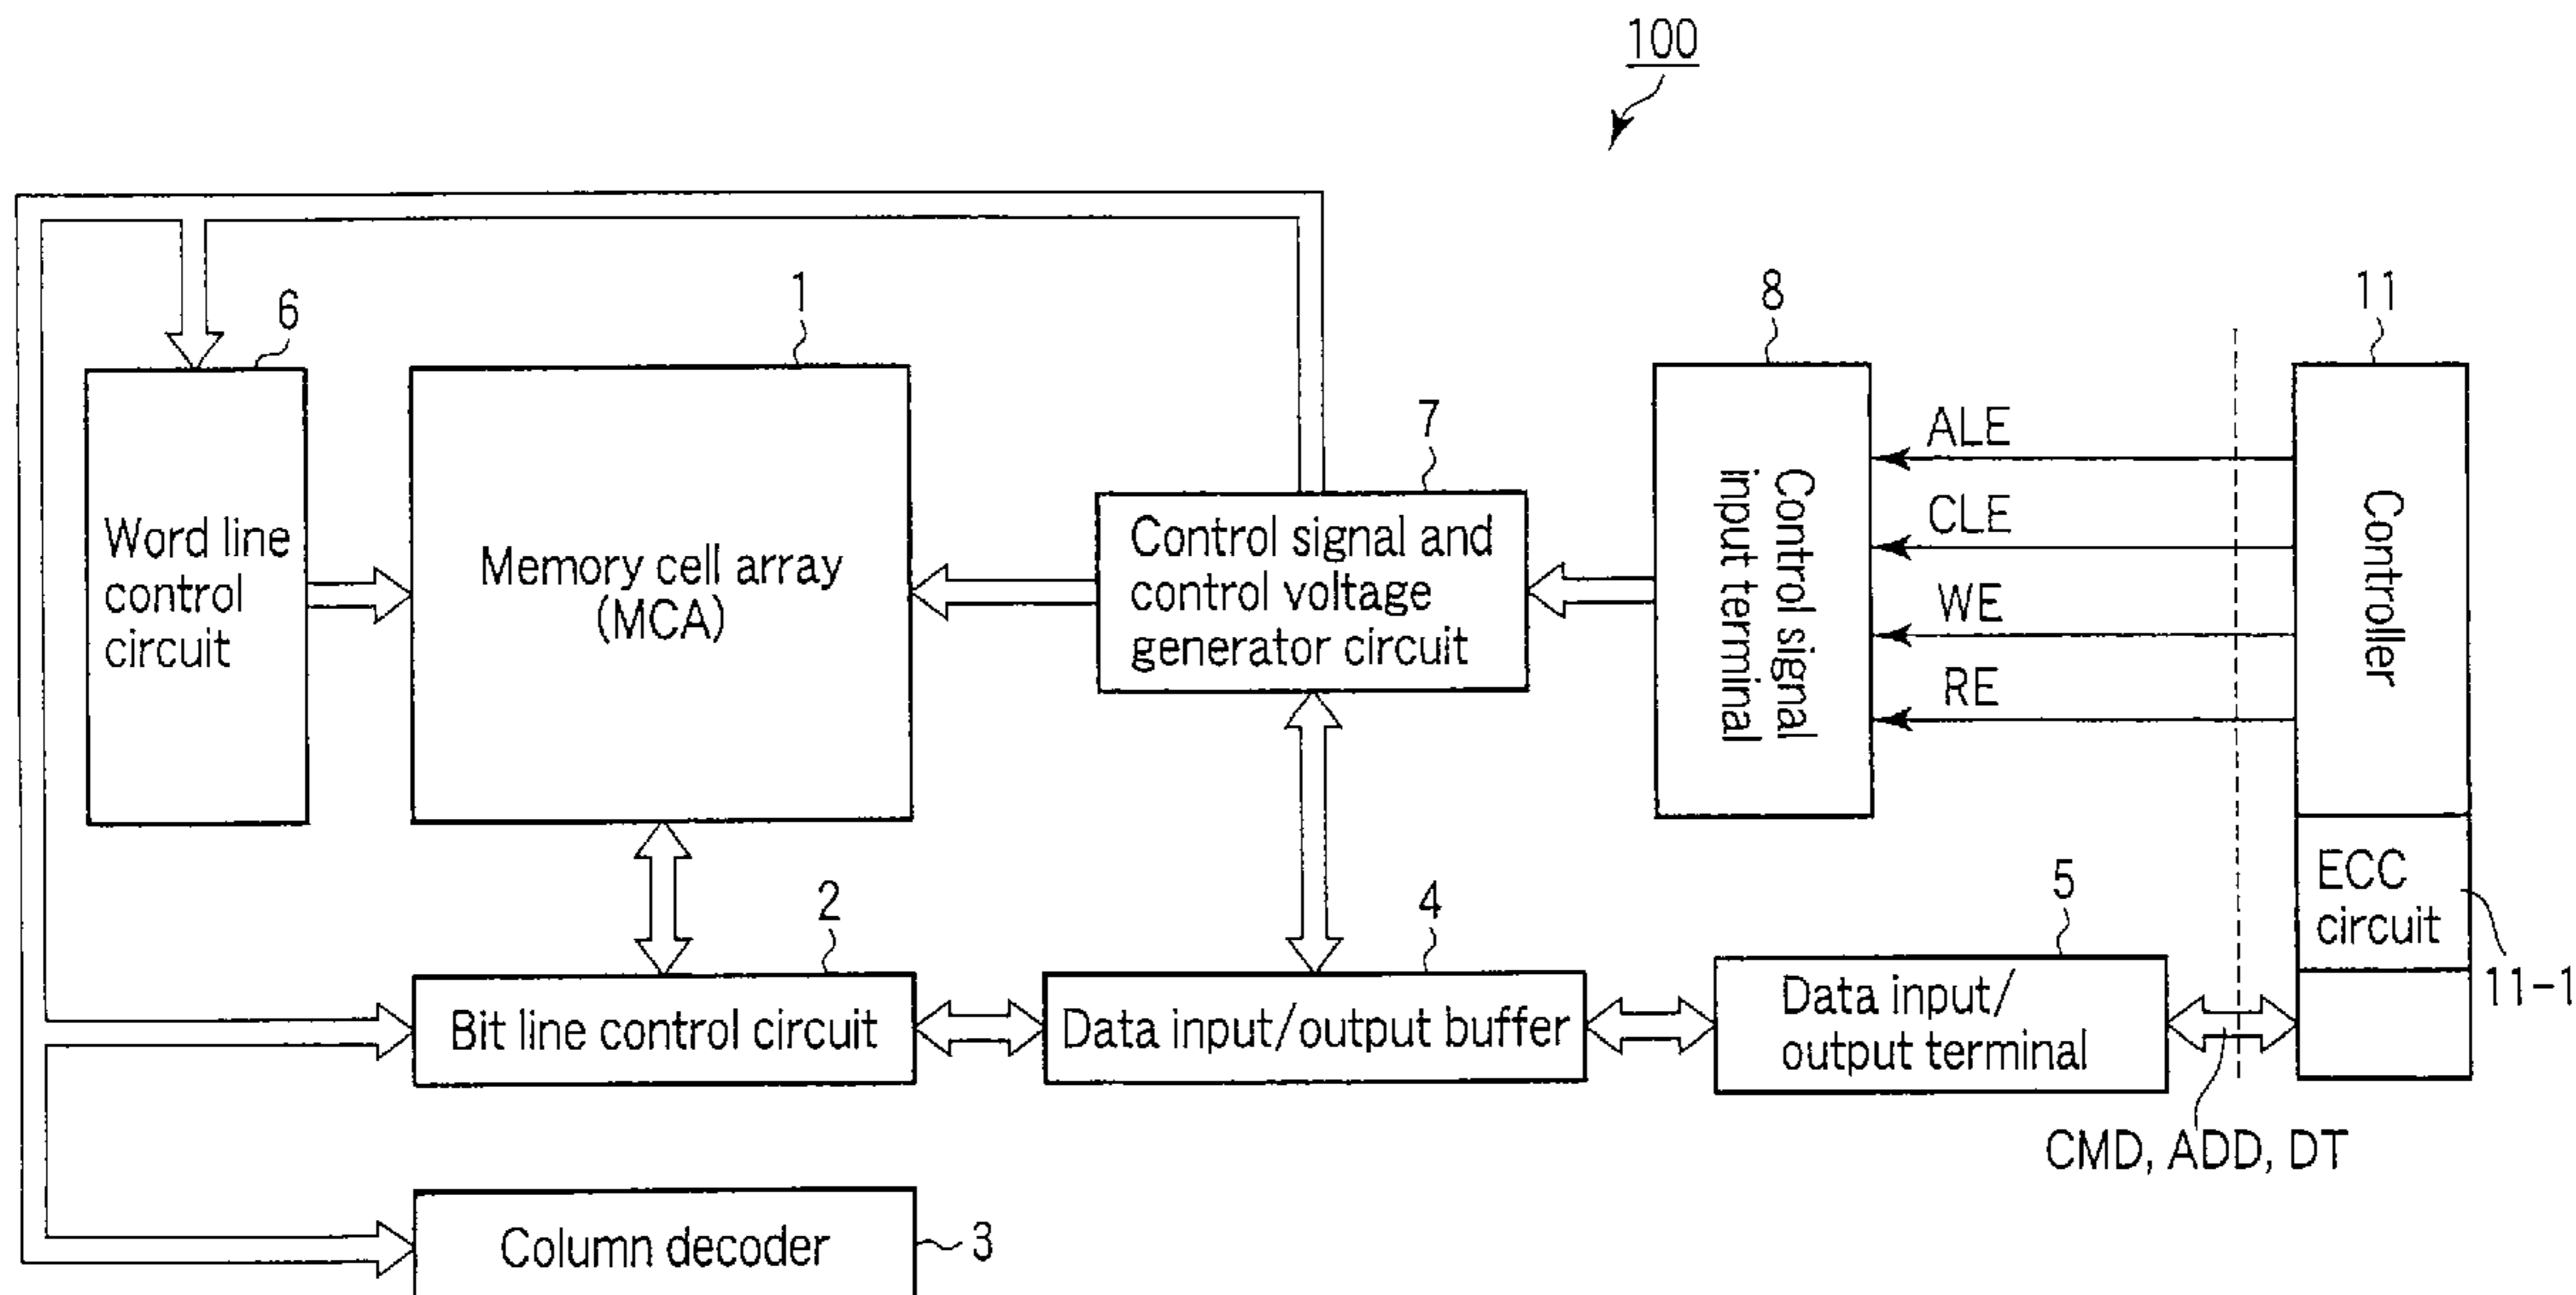 100
6
1
8
11
7
Word line
control
circuit
Memory cell array
(MCA)
Control signal and
control voltage
generator circuit
Control signal
input terminal
ALE
CLE
WE
RE
Controller
ECC
circuit
11-1
2
4
5
Bit line control circuit
Data input/output buffer
Data input/
output terminal
CMD, ADD, DT
Column decoder
3